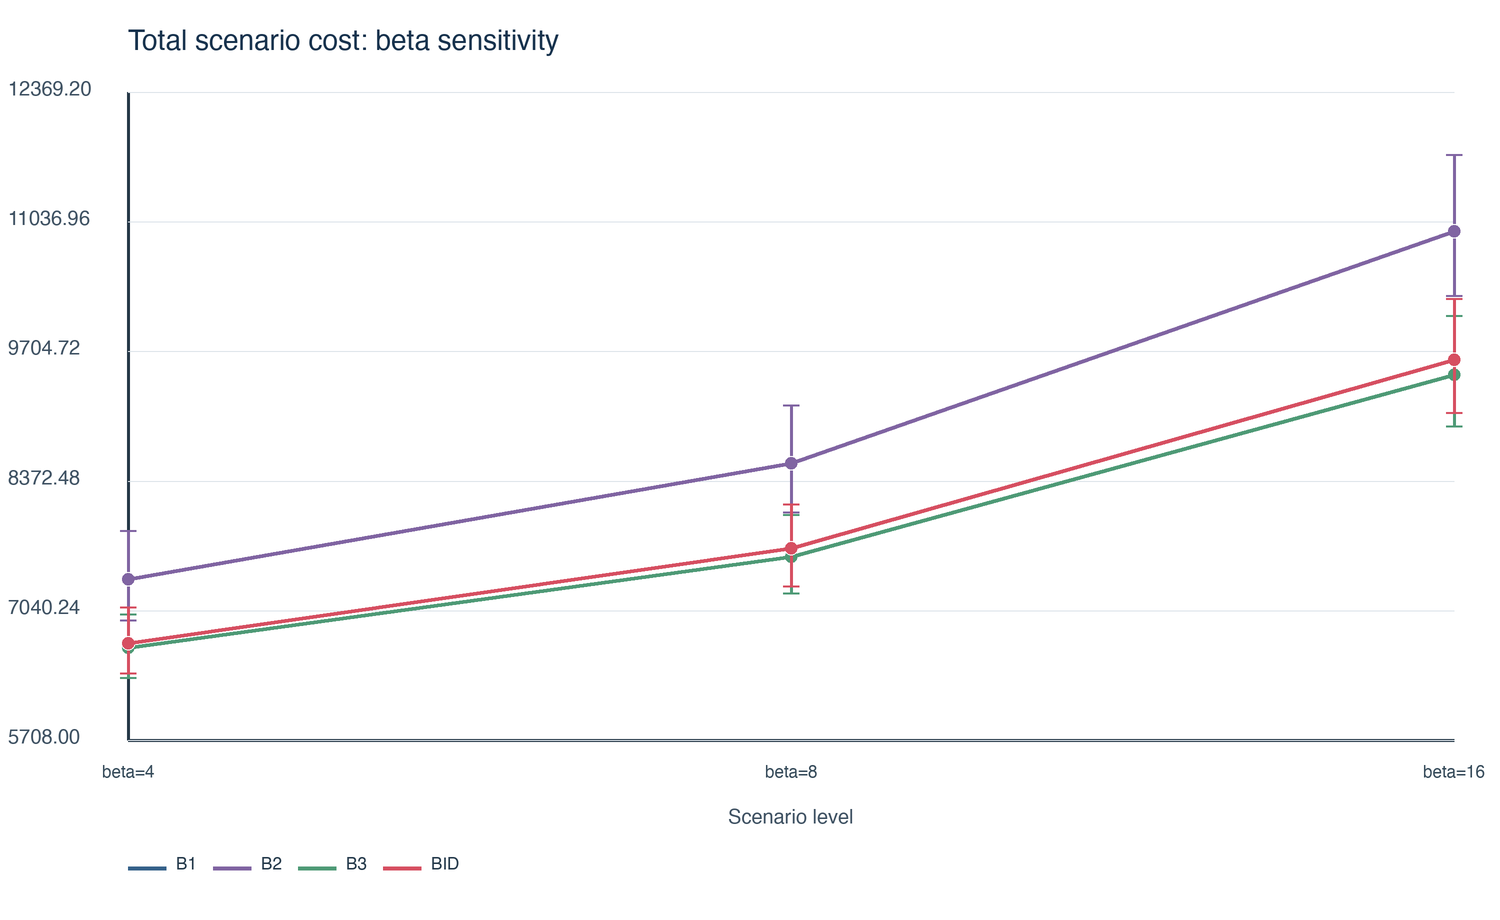 Total scenario cost: beta sensitivity
12369.20
11036.96
9704.72
8372.48
7040.24
5708.00
beta=4 beta=8 beta=16
Scenario level
B1 B2 B3 BID